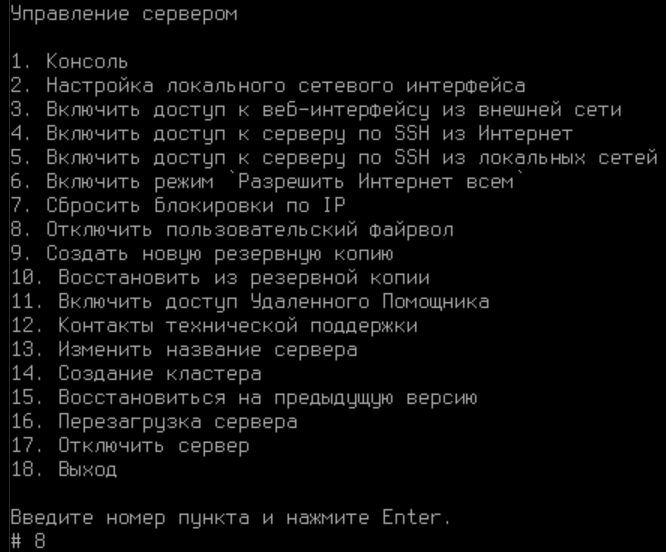 Управление сервером
1. Консоль
2. Настройка локального сетевого интерфейса
3. Включить доступ к веб-интерфейсу из внешней сети
4. Включить доступ к серверу по SSH из Интернет
5. Включить доступ к серверу по SSH из локальных сетей
6. Включить режим `Разрешить Интернет всем`
7. Сбросить блокировки по IP
8. Отключить пользовательский файрвол
9. Создать новую резервную копию
10. Восстановить из резервной копии
11. Включить доступ Удаленного Помощника
12. Контакты технической поддержки
13. Изменить название сервера
14. Создание кластера
15. Восстановиться на предыдущую версию
16. Перезагрузка сервера
17. Отключить сервер
18. Выход
Введите номер пункта и нажмите Enter.
# 8